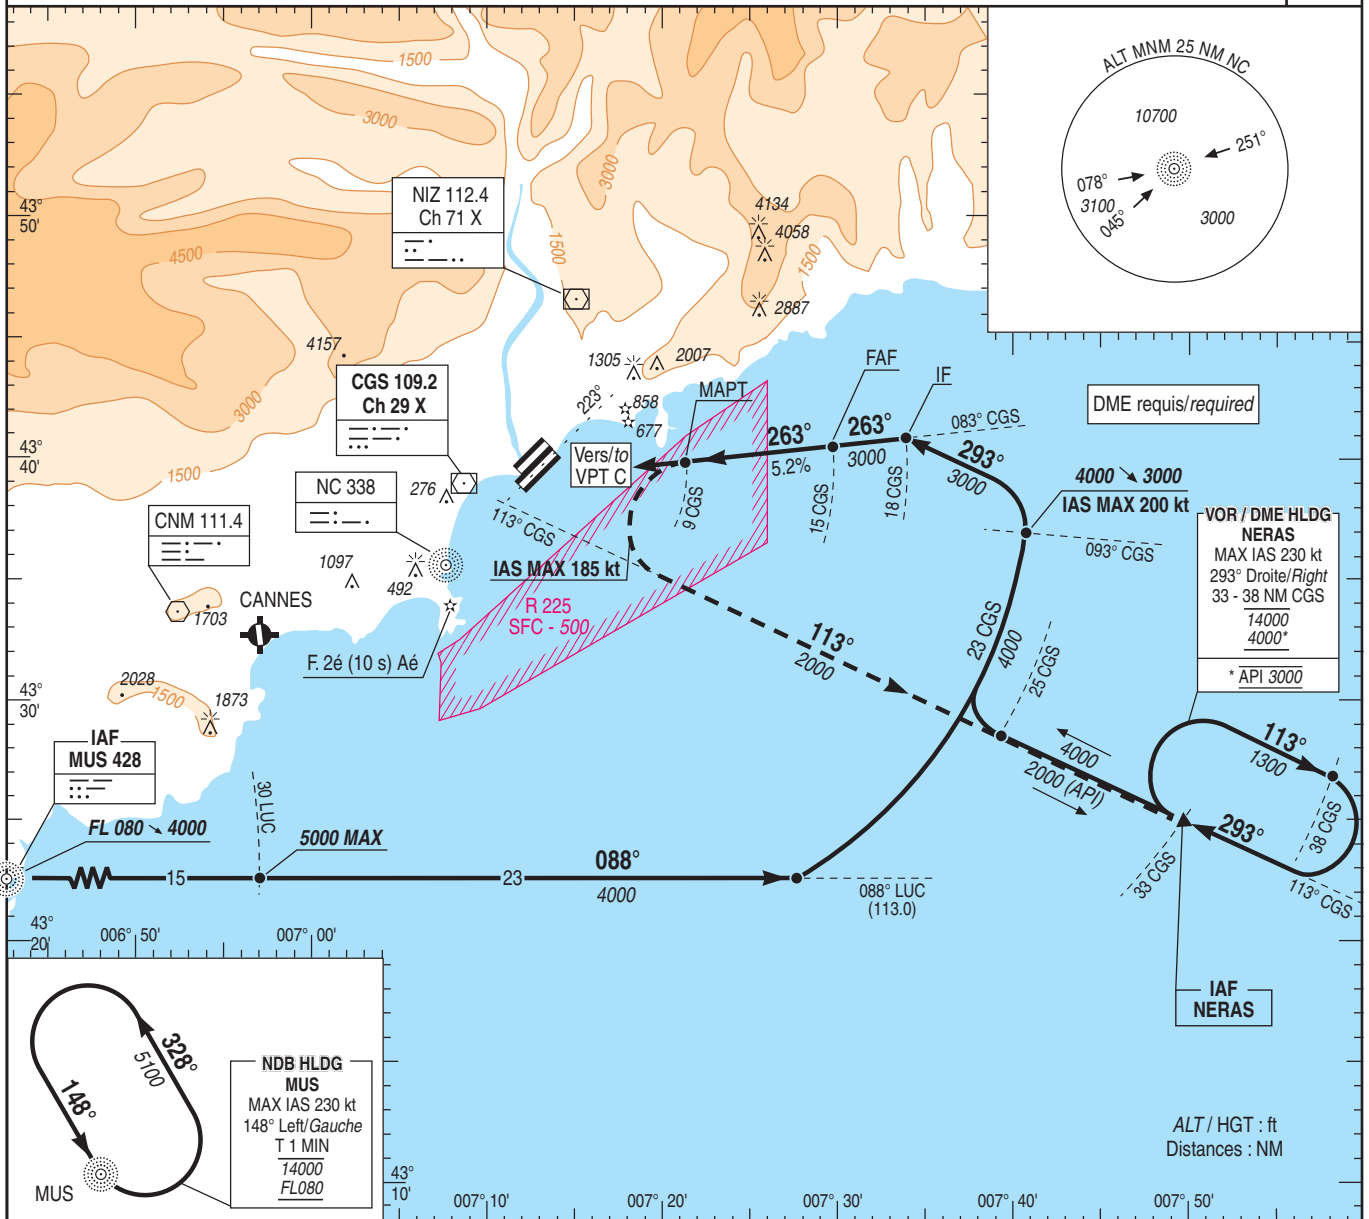 1500
3000
4500
3000
1500
1500
3000
1500
1500
NIZ 112.4
Ch 71 X
4134
4058
2887
4157
1305
2007
858
677
223°
CGS 109.2
Ch 29 X
NC 338
276
CNM 111.4
1097
492
1703
CANNES
2028
1873
F. 2é (10 s) Aé
ALT MNM 25 NM NC
10700
251°
078°
3100
045°
3000
DME requis/required
FAF
IF
MAPT
Vers/to
VPT C
263°
5.2%
263°
3000
083° CGS
293°
3000
9 CGS
15 CGS
18 CGS
113° CGS
IAS MAX 185 kt
R 225
SFC - 500
4000 ↘ 3000
IAS MAX 200 kt
093° CGS
23 CGS
4000
25 CGS
113°
2000
4000
2000 (API)
VOR / DME HLDG
NERAS
MAX IAS 230 kt
293° Droite/Right
33 - 38 NM CGS
14000
4000*
* API 3000
113°
1300
38 CGS
293°
113° CGS
33 CGS
IAF
NERAS
IAF
MUS 428
FL 080 ↘ 4000
30 LUC
5000 MAX
15
23
088°
4000
088° LUC
(113.0)
43°
50'
43°
40'
43°
30'
43°
20'
006° 50'
007° 00'
328°
5100
148°
MUS
NDB HLDG
MUS
MAX IAS 230 kt
148° Left/Gauche
T 1 MIN
14000
FL080
43°
10'
007° 10'
007° 20'
007° 30'
007° 40'
007° 50'
ALT / HGT : ft
Distances : NM